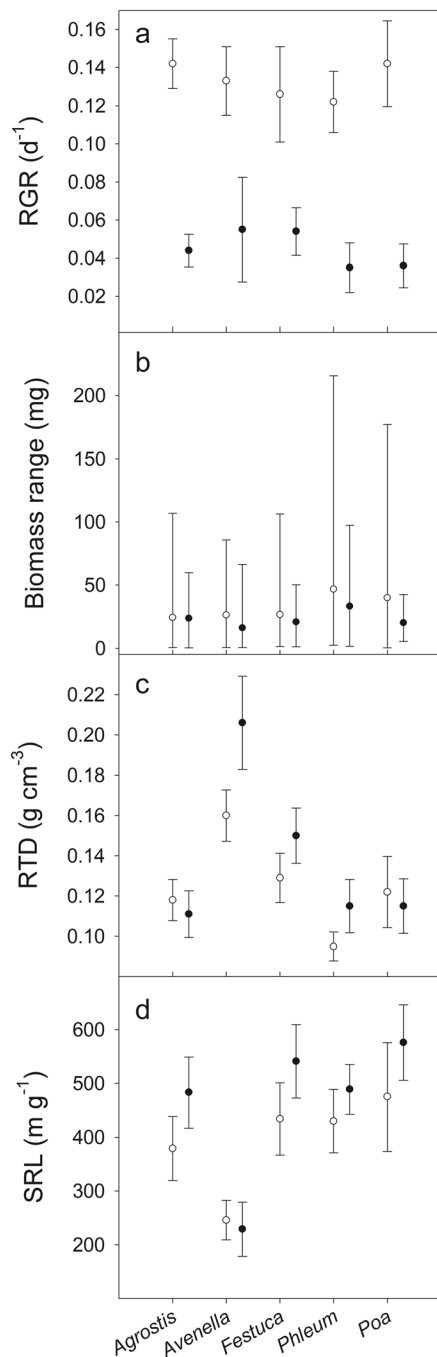 a
RGR (d⁻¹)
0.16
0.14
0.12
0.10
0.08
0.06
0.04
0.02
b
Biomass range (mg)
200
150
100
50
0
c
RTD (g cm⁻³)
0.22
0.20
0.18
0.16
0.14
0.12
0.10
d
SRL (m g⁻¹)
600
500
400
300
200
Agrostis
Avenella
Festuca
Phleum
Poa